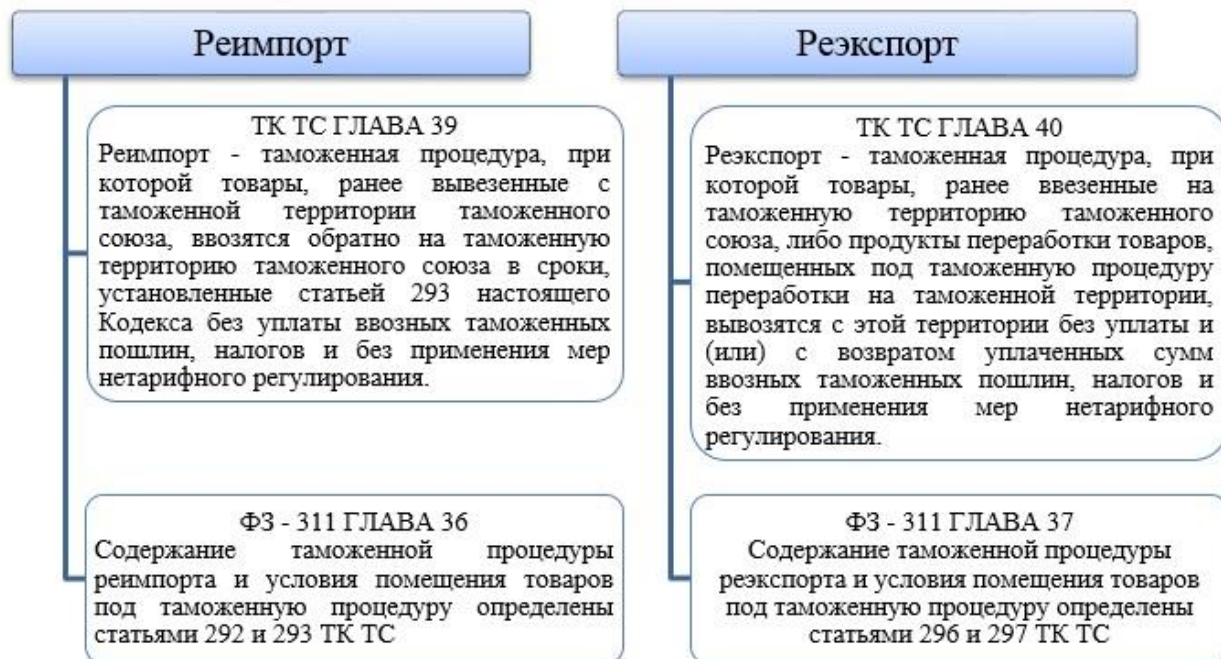 Реимпорт
ТК ТС ГЛАВА 39
Реимпорт - таможенная процедура, при
которой товары, ранее вывезенные с
таможенной территории таможенного
союза, ввозятся обратно на таможенную
территорию таможенного союза в сроки,
установленные статьей 293 настоящего
Кодекса без уплаты ввозных таможенных
пошлин, налогов и без применения мер
нетарифного регулирования.
ФЗ - 311 ГЛАВА 36
Содержание таможенной процедуры
реимпорта и условия помещения товаров
под таможенную процедуру определены
статьями 292 и 293 ТК ТС
Реэкспорт
ТК ТС ГЛАВА 40
Реэкспорт - таможенная процедура, при
которой товары, ранее ввезенные на
таможенную территорию таможенного
союза, либо продукты переработки товаров,
помещенных под таможенную процедуру
переработки на таможенной территории,
вывозятся с этой территории без уплаты и
(или) с возвратом уплаченных сумм
ввозных таможенных пошлин, налогов и
без применения мер нетарифного
регулирования.
ФЗ - 311 ГЛАВА 37
Содержание таможенной процедуры
реэкспорта и условия помещения товаров
под таможенную процедуру определены
статьями 296 и 297 ТК ТС